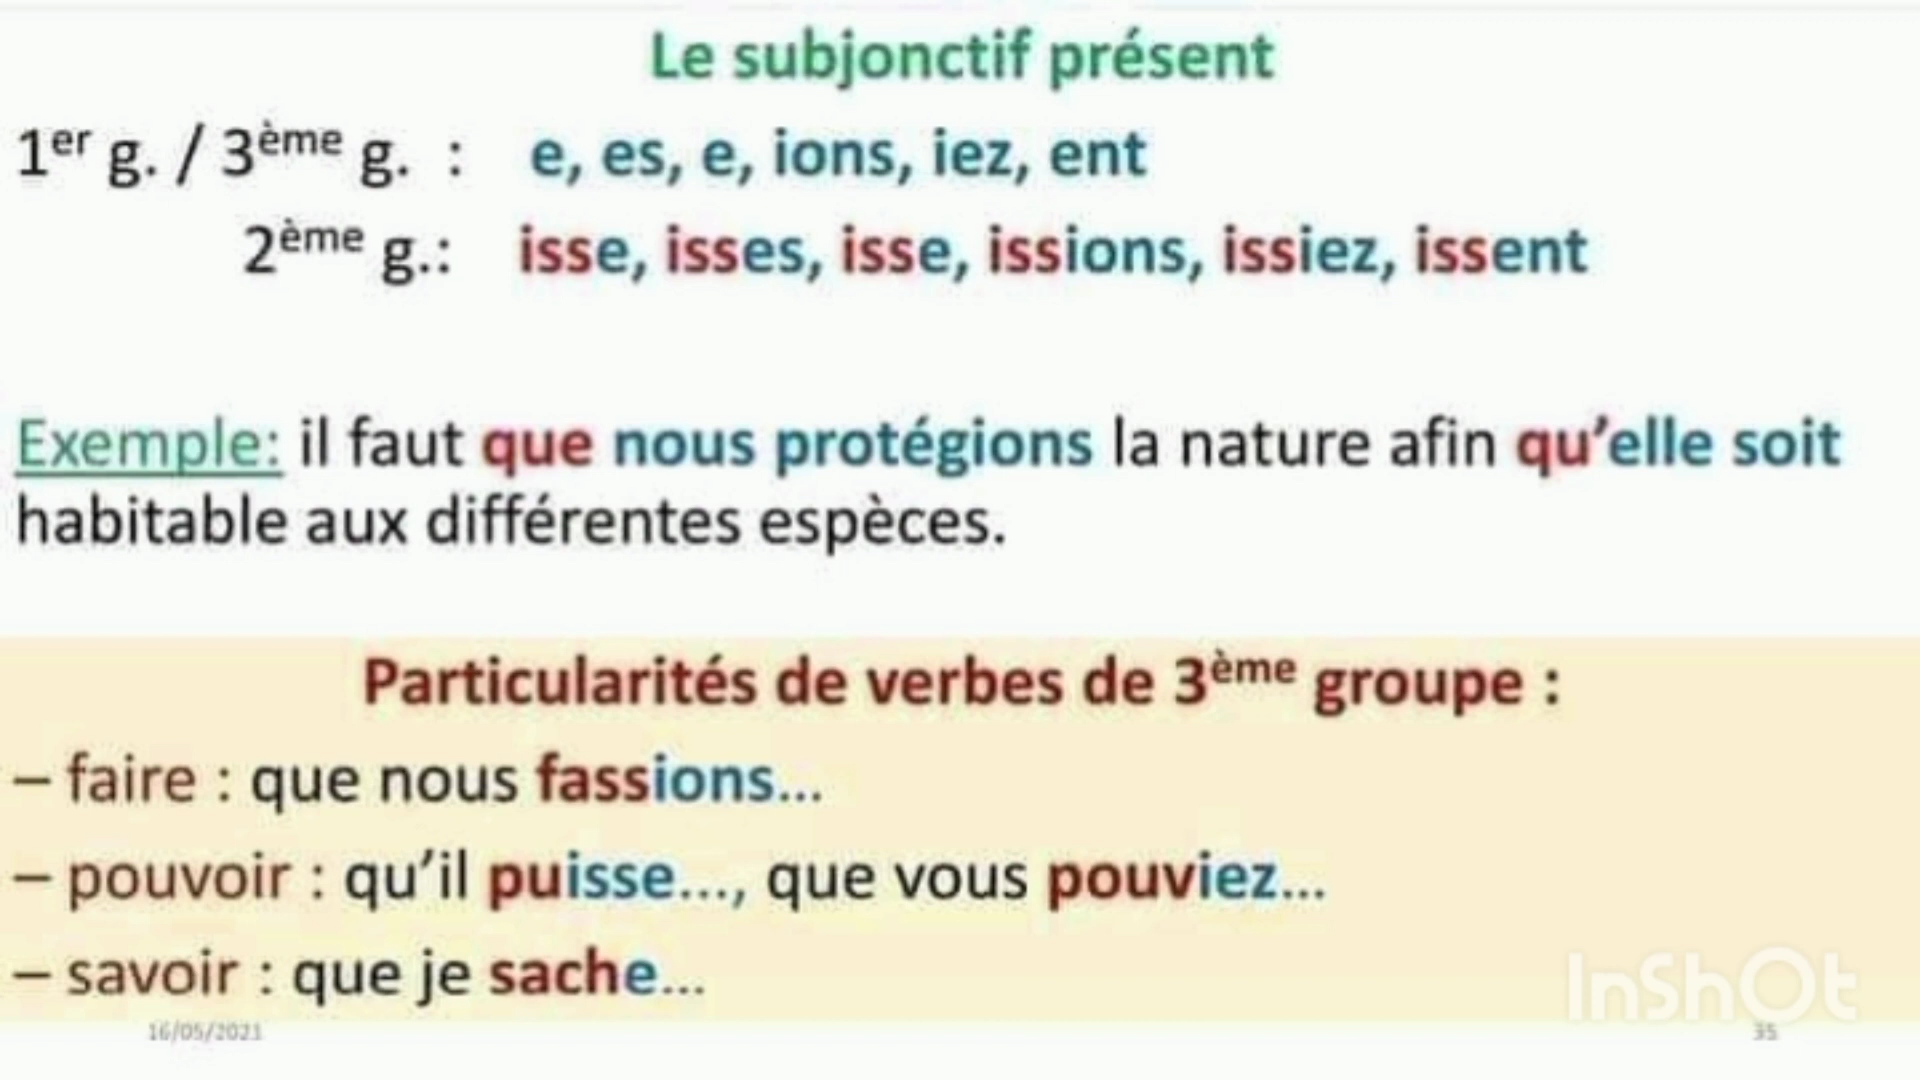 Le subjonctif présent
1er g. / 3ème g. : e, es, e, ions, iez, ent
2ème g.: isse, isses, isse, issions, issiez, issent
Exemple: il faut que nous protégions la nature afin qu’elle soit
habitable aux différentes espèces.
Particularités de verbes de 3ème groupe :
– faire : que nous fassions...
– pouvoir : qu’il puisse..., que vous pouviez...
– savoir : que je sache...
InShOt
16/05/2021
35